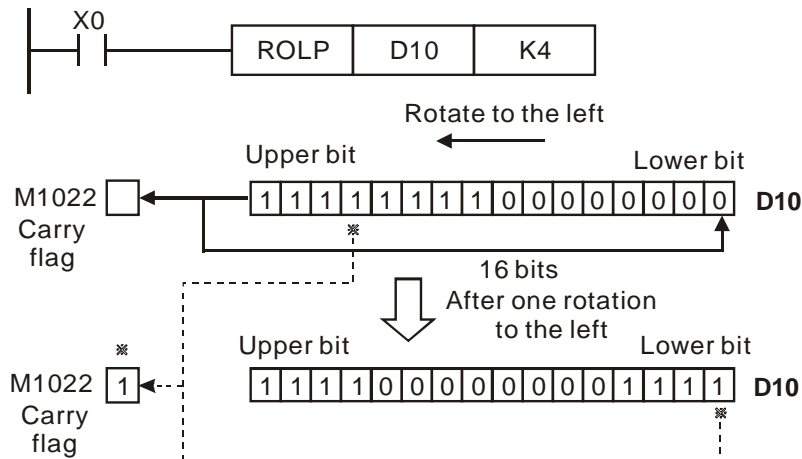 X0
ROLP D10 K4
Rotate to the left
Upper bit Lower bit
M1022 1 1 1 1 1 1 1 1 0 0 0 0 0 0 0 0 D10
Carry
flag
※
16 bits
After one rotation
to the left
※
Upper bit Lower bit
M1022 1 1 1 1 1 0 0 0 0 0 0 0 0 1 1 1 1 D10
Carry
flag
※